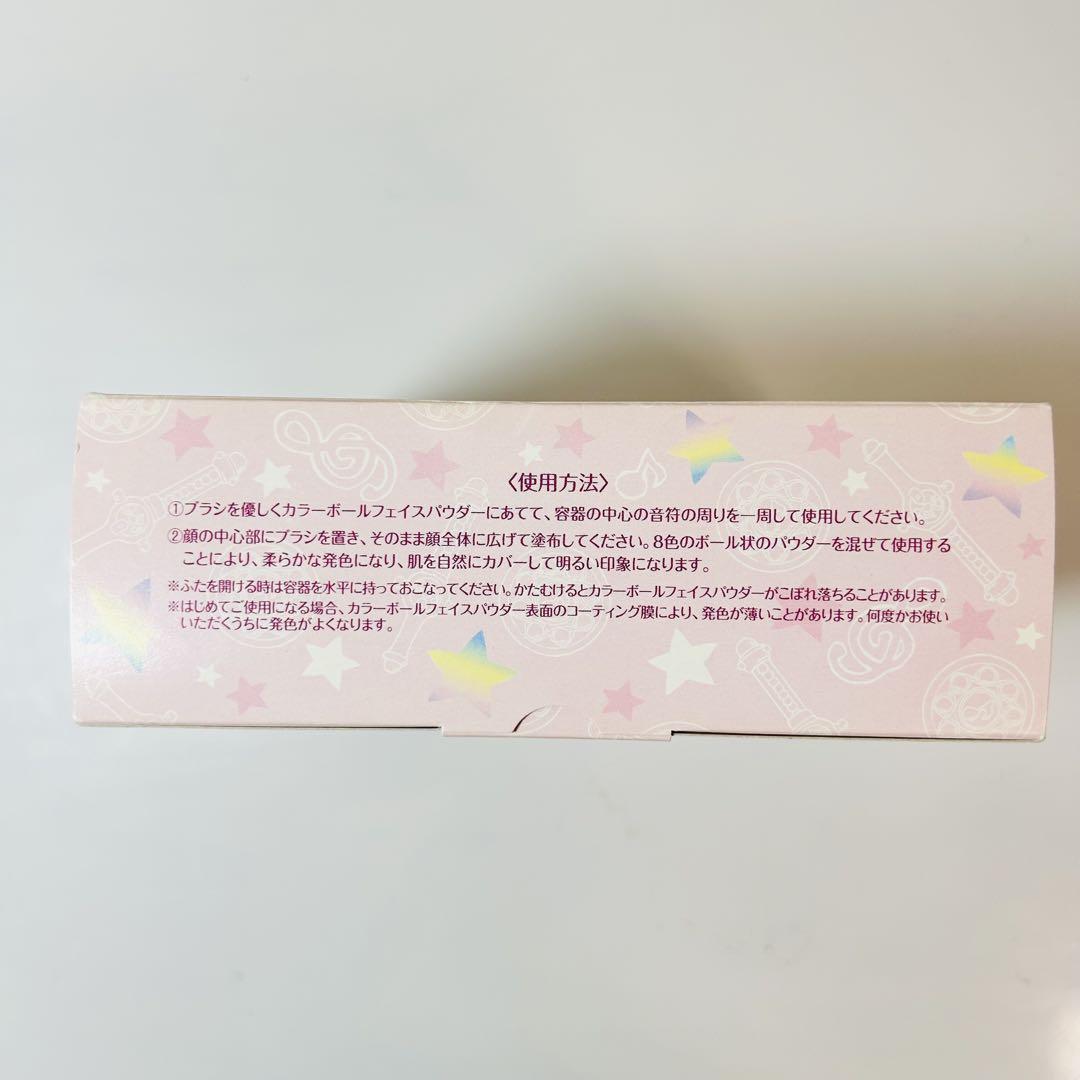 〈使用方法〉
①ブラシを優しくカラーボールフェイスパウダーにあてて、容器の中心の音符の周りを一周して使用してください。
②顔の中心部にブラシを置き、そのまま顔全体に広げて塗布してください。8色のボール状のパウダーを混ぜて使用する
ことにより、柔らかな発色になり、肌を自然にカバーして明るい印象になります。
※ふたを開ける時は容器を水平に持っておこなってください。かたむけるとカラーボールフェイスパウダーがこぼれ落ちることがあります。
※はじめてご使用になる場合、カラーボールフェイスパウダー表面のコーティング膜により、発色が薄いことがあります。何度かお使い
いただくうちに発色がよくなります。